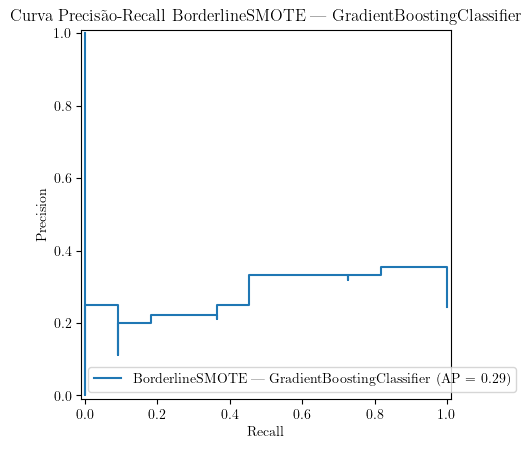 Curva Precisão-Recall BorderlineSMOTE — GradientBoostingClassifier
1.0
0.8
0.6
0.4
0.2
0.0
Precision
BorderlineSMOTE — GradientBoostingClassifier (AP = 0.29)
0.0 0.2 0.4 0.6 0.8 1.0
Recall